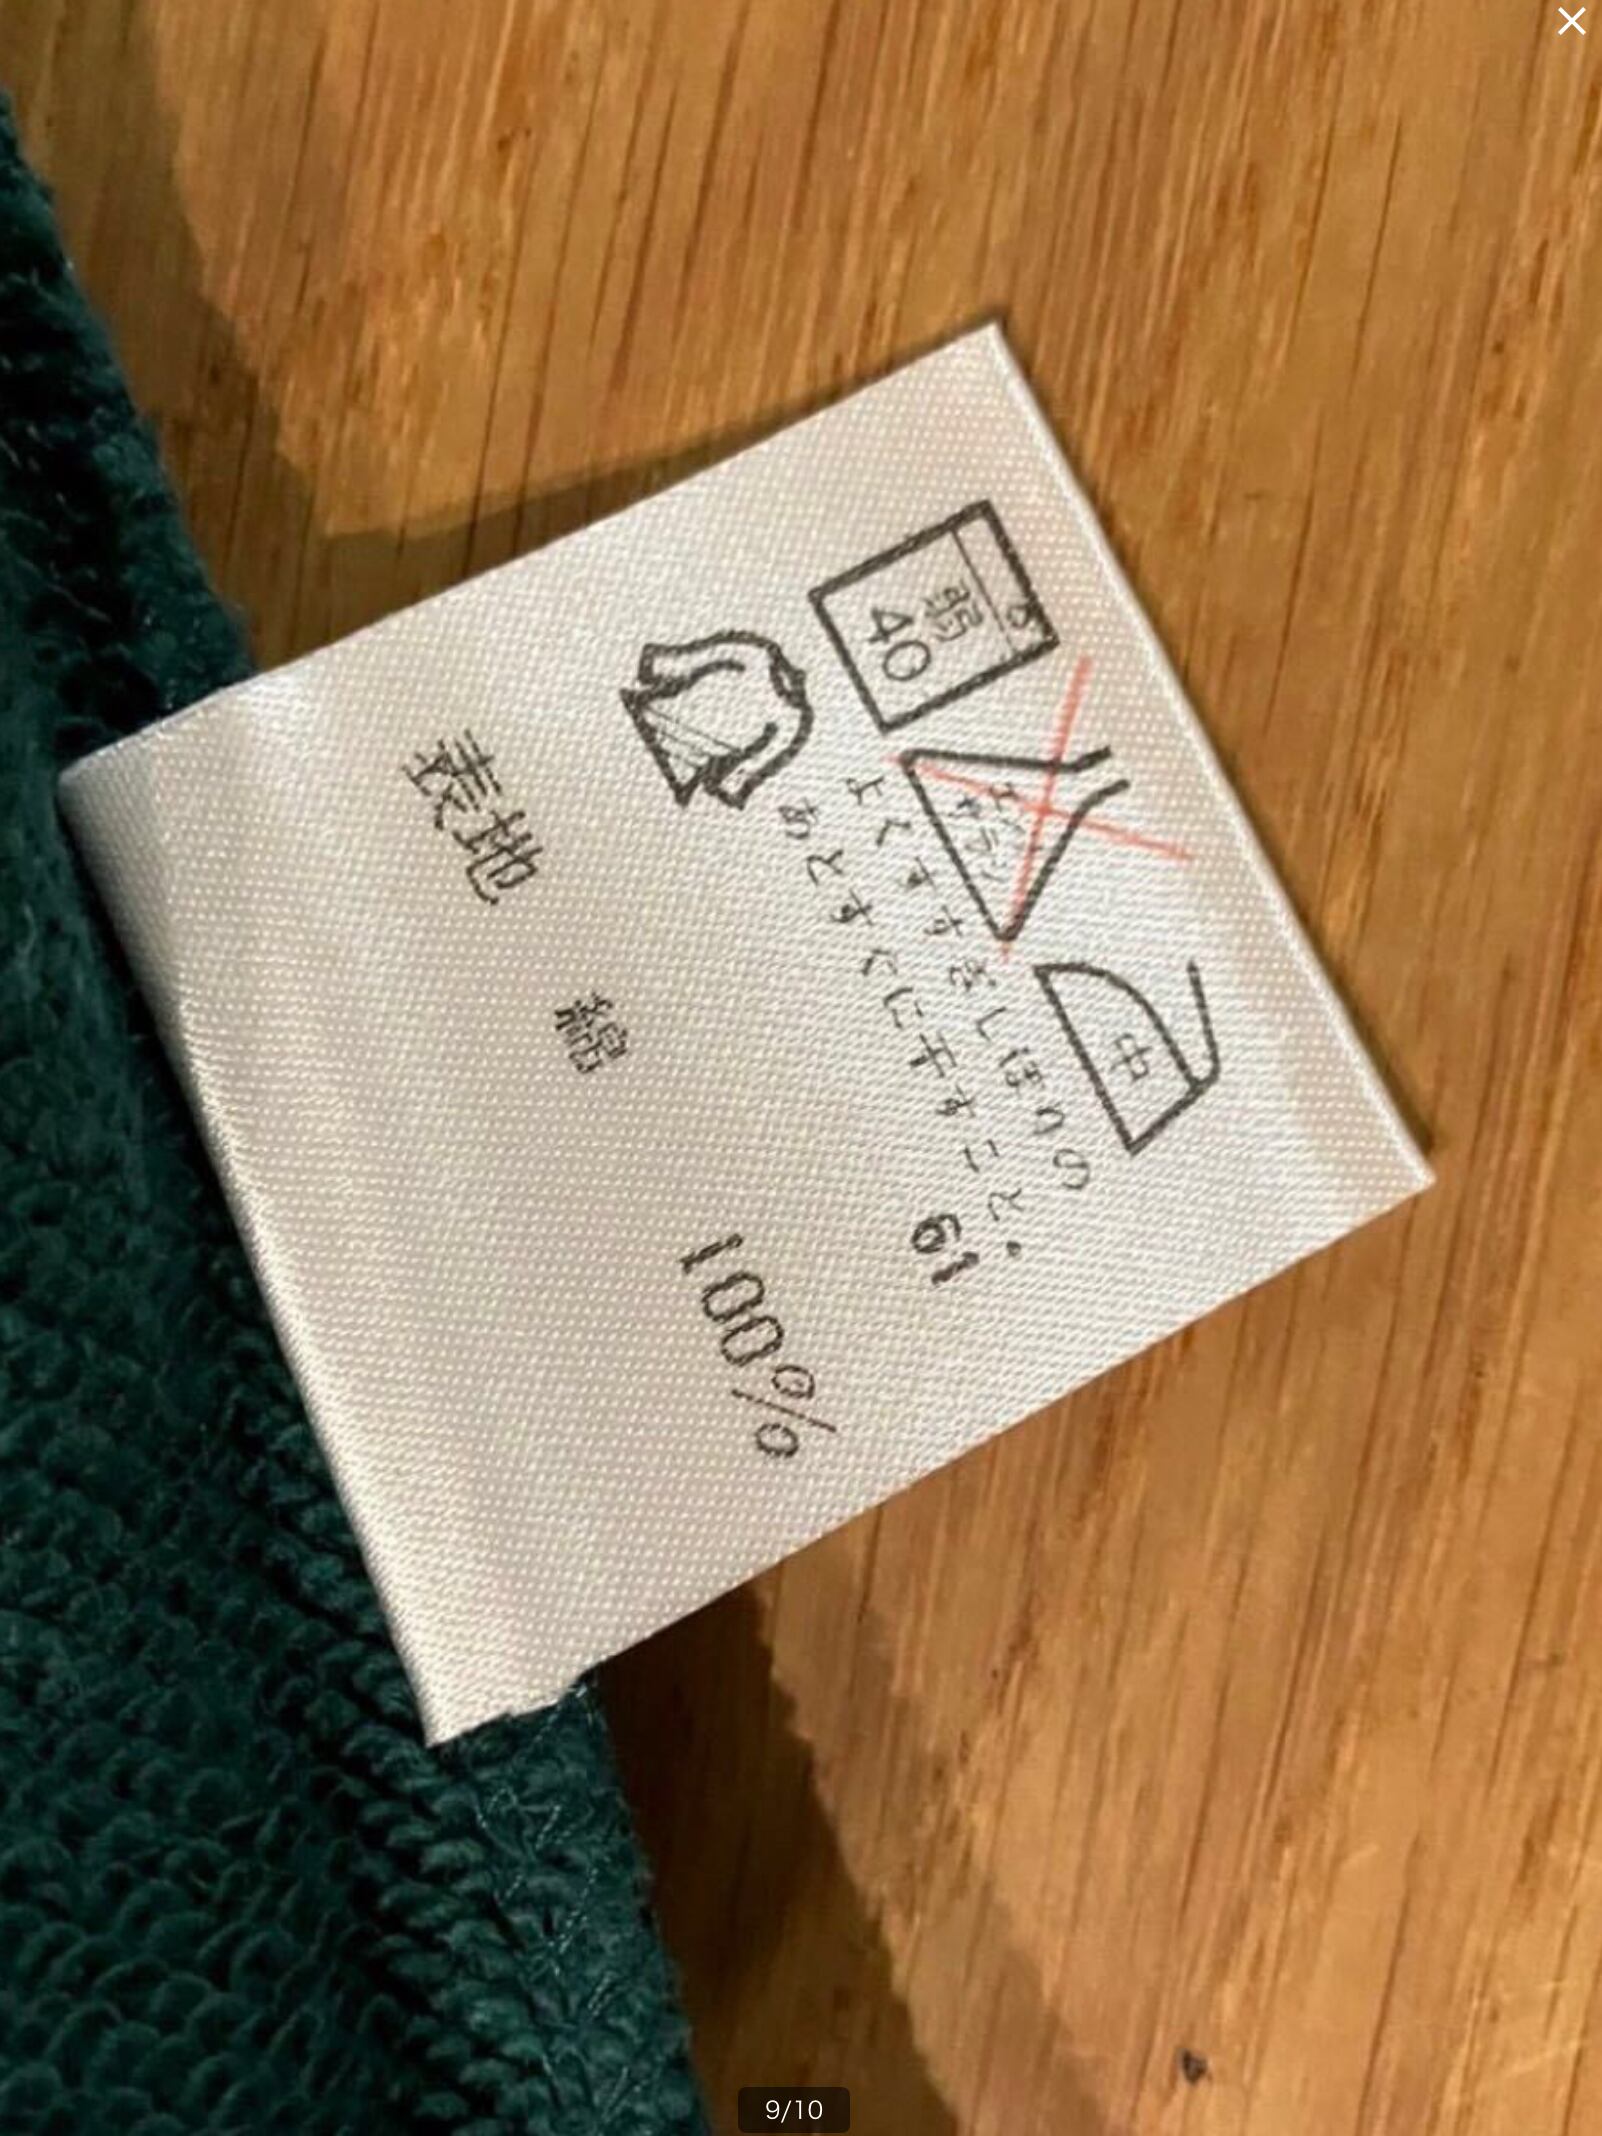 弱
40
エンソ
サラシ
中
よくすすぎしぼりの
あとすぐに干すこと。
61
表地 綿 100%
9/10